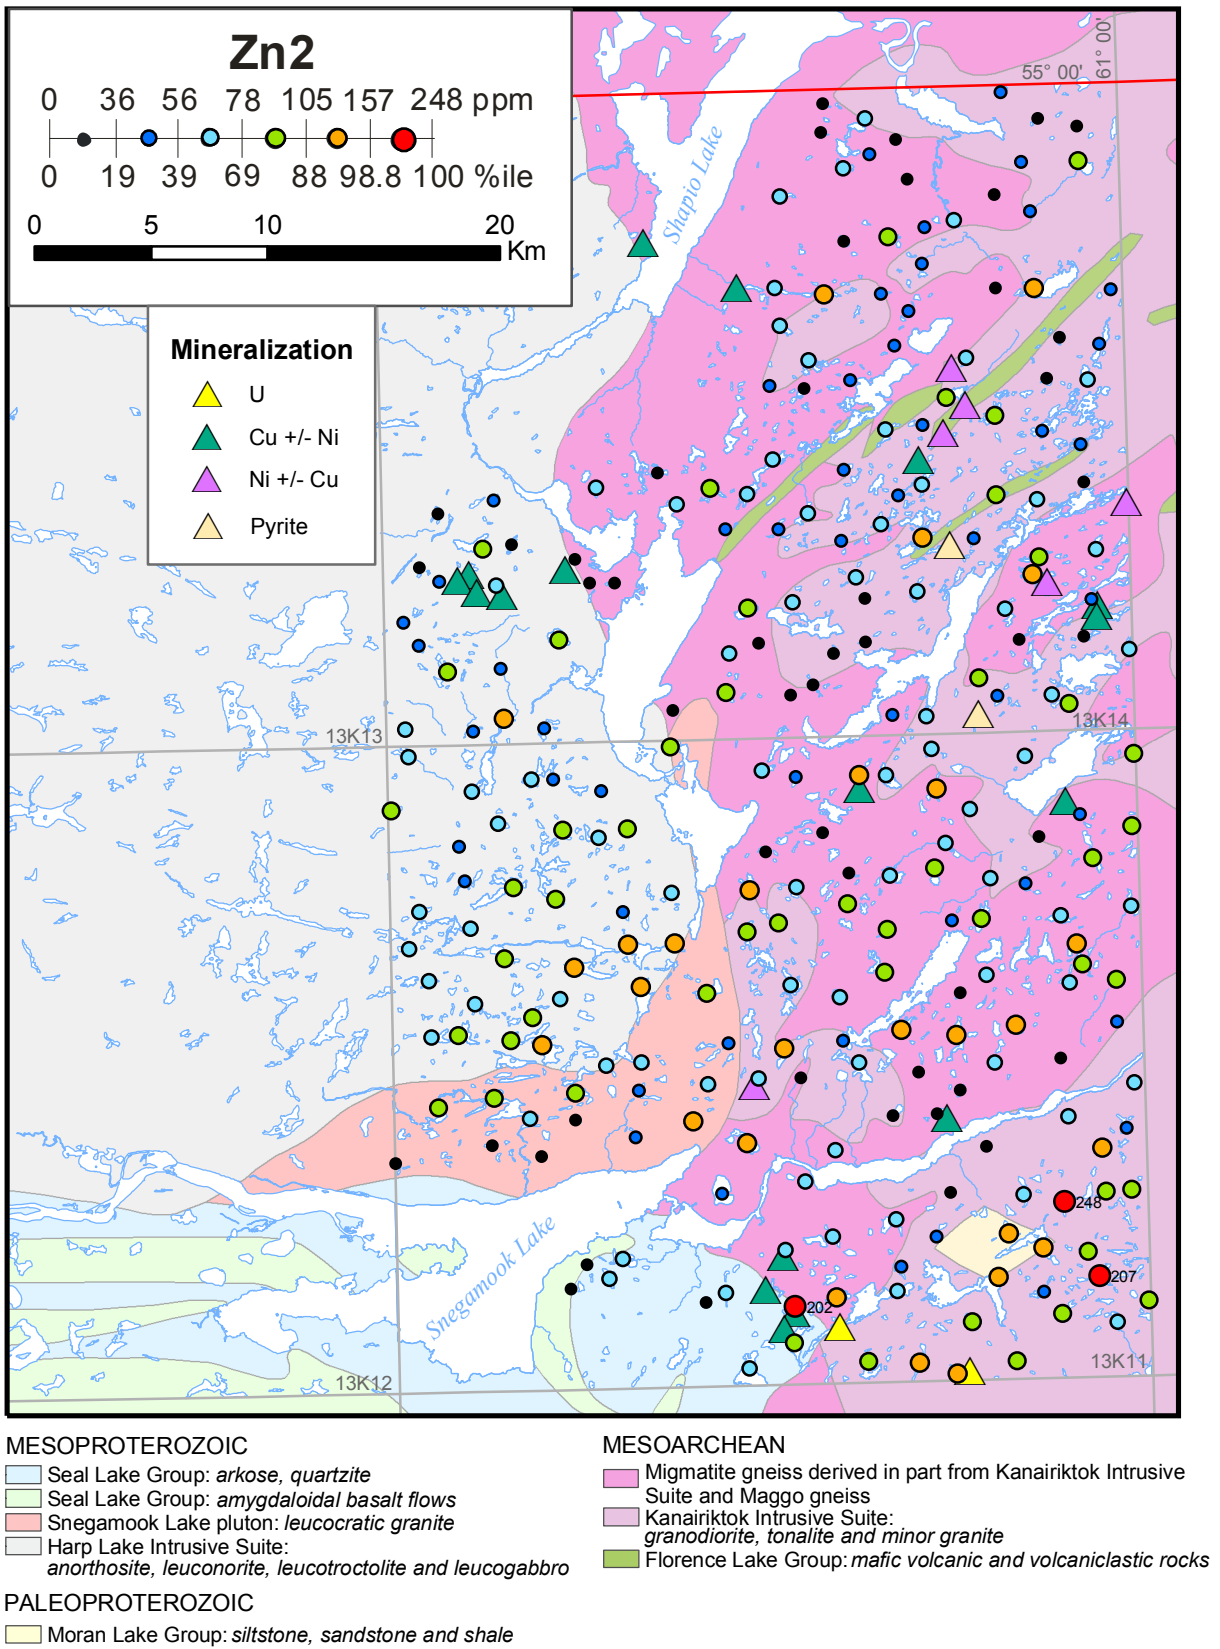 Zn2
0 36 56 78 105 157 248 ppm
0 19 39 69 88 98.8 100 %ile
0 5 10 20
Km
Mineralization
U
Cu +/- Ni
Ni +/- Cu
Pyrite
55° 00'
61° 00'
Shapio Lake
13K13
13K14
Snegamook Lake
248
207
202
13K12
13K11
MESOPROTEROZOIC
Seal Lake Group: arkose, quartzite
Seal Lake Group: amygdaloidal basalt flows
Snegamook Lake pluton: leucocratic granite
Harp Lake Intrusive Suite:
anorthosite, leuconorite, leucotroctolite and leucogabbro
PALEOPROTEROZOIC
Moran Lake Group: siltstone, sandstone and shale
MESOARCHEAN
Migmatite gneiss derived in part from Kanairiktok Intrusive
Suite and Maggo gneiss
Kanairiktok Intrusive Suite:
granodiorite, tonalite and minor granite
Florence Lake Group: mafic volcanic and volcaniclastic rocks